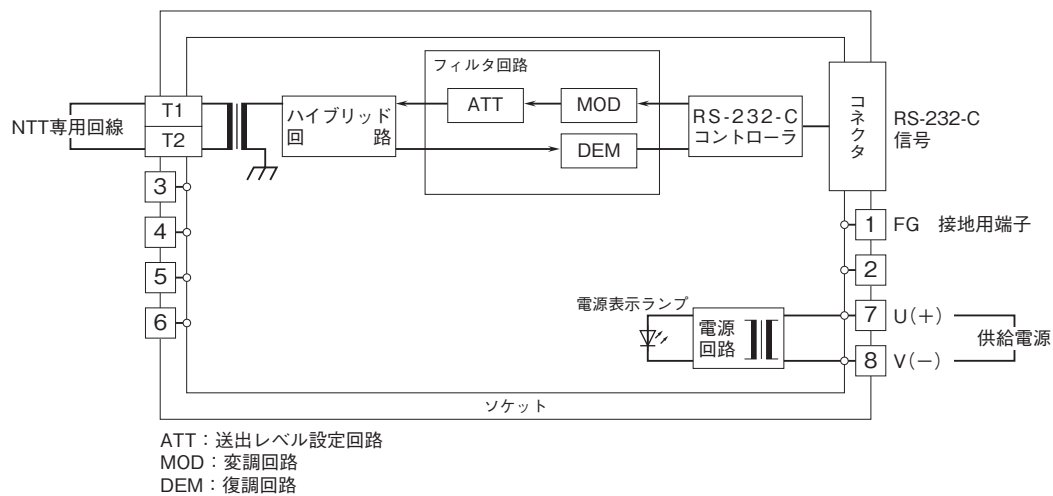 フィルタ回路
T1
T2
NTT専用回線
ハイブリッド
回　　　路
ATT
MOD
DEM
RS-232-C
コントローラ
コネクタ
RS-232-C
信号
3
4
5
6
1
FG　接地用端子
2
電源表示ランプ
電源
回路
7
U(＋)
8
V(－)
供給電源
ソケット
ATT：送出レベル設定回路
MOD：変調回路
DEM：復調回路